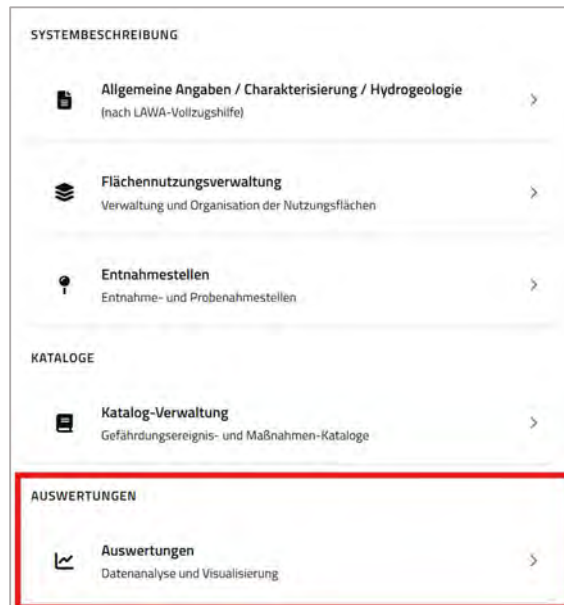 SYSTEMBESCHREIBUNG
Allgemeine Angaben / Charakterisierung / Hydrogeologie
(nach LAWA-Vollzugshilfe)
Flächennutzungsverwaltung
Verwaltung und Organisation der Nutzungsflächen
Entnahmestellen
Entnahme- und Probenahmestellen
KATALOGE
Katalog-Verwaltung
Gefährdungsereignis- und Maßnahmen-Kataloge
AUSWERTUNGEN
Auswertungen
Datenanalyse und Visualisierung